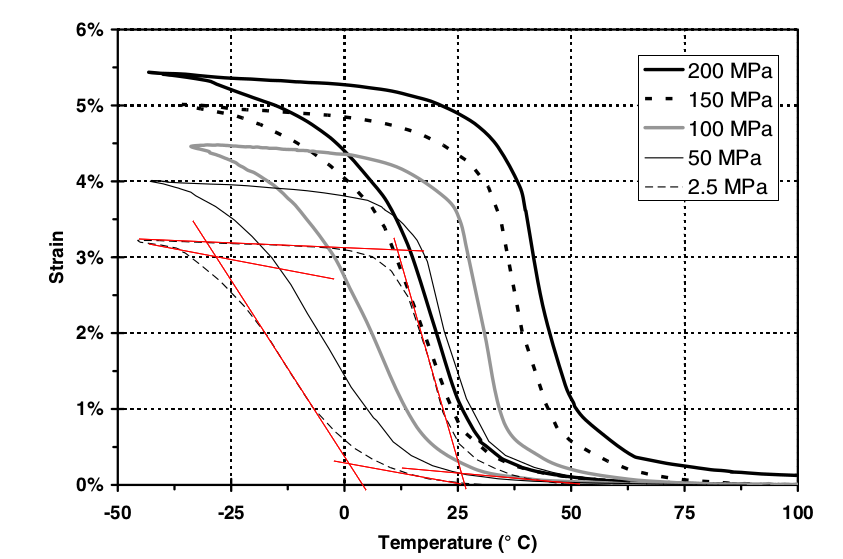 6%
5%
4%
3%
2%
1%
0%
Strain
200 MPa
150 MPa
100 MPa
50 MPa
2.5 MPa
-50 -25 0 25 50 75 100
Temperature (° C)